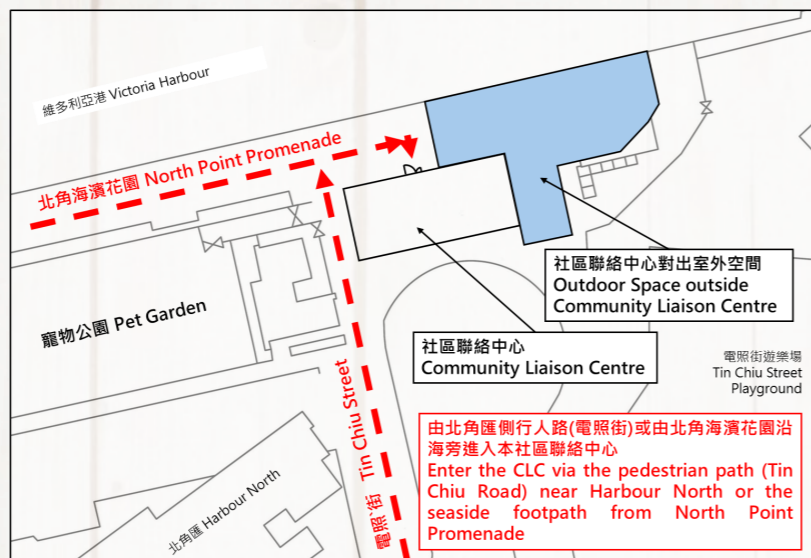 維多利亞港 Victoria Harbour
北角海濱花園 North Point Promenade
寵物公園 Pet Garden
電照街 Tin Chiu Street
北角匯 Harbour North
社區聯絡中心對出室外空間
Outdoor Space outside
Community Liaison Centre
社區聯絡中心
Community Liaison Centre
電照街遊樂場
Tin Chiu Street
Playground
由北角匯側行人路(電照街)或由北角海濱花園沿
海旁進入本社區聯絡中心
Enter the CLC via the pedestrian path (Tin
Chiu Road) near Harbour North or the
seaside footpath from North Point
Promenade